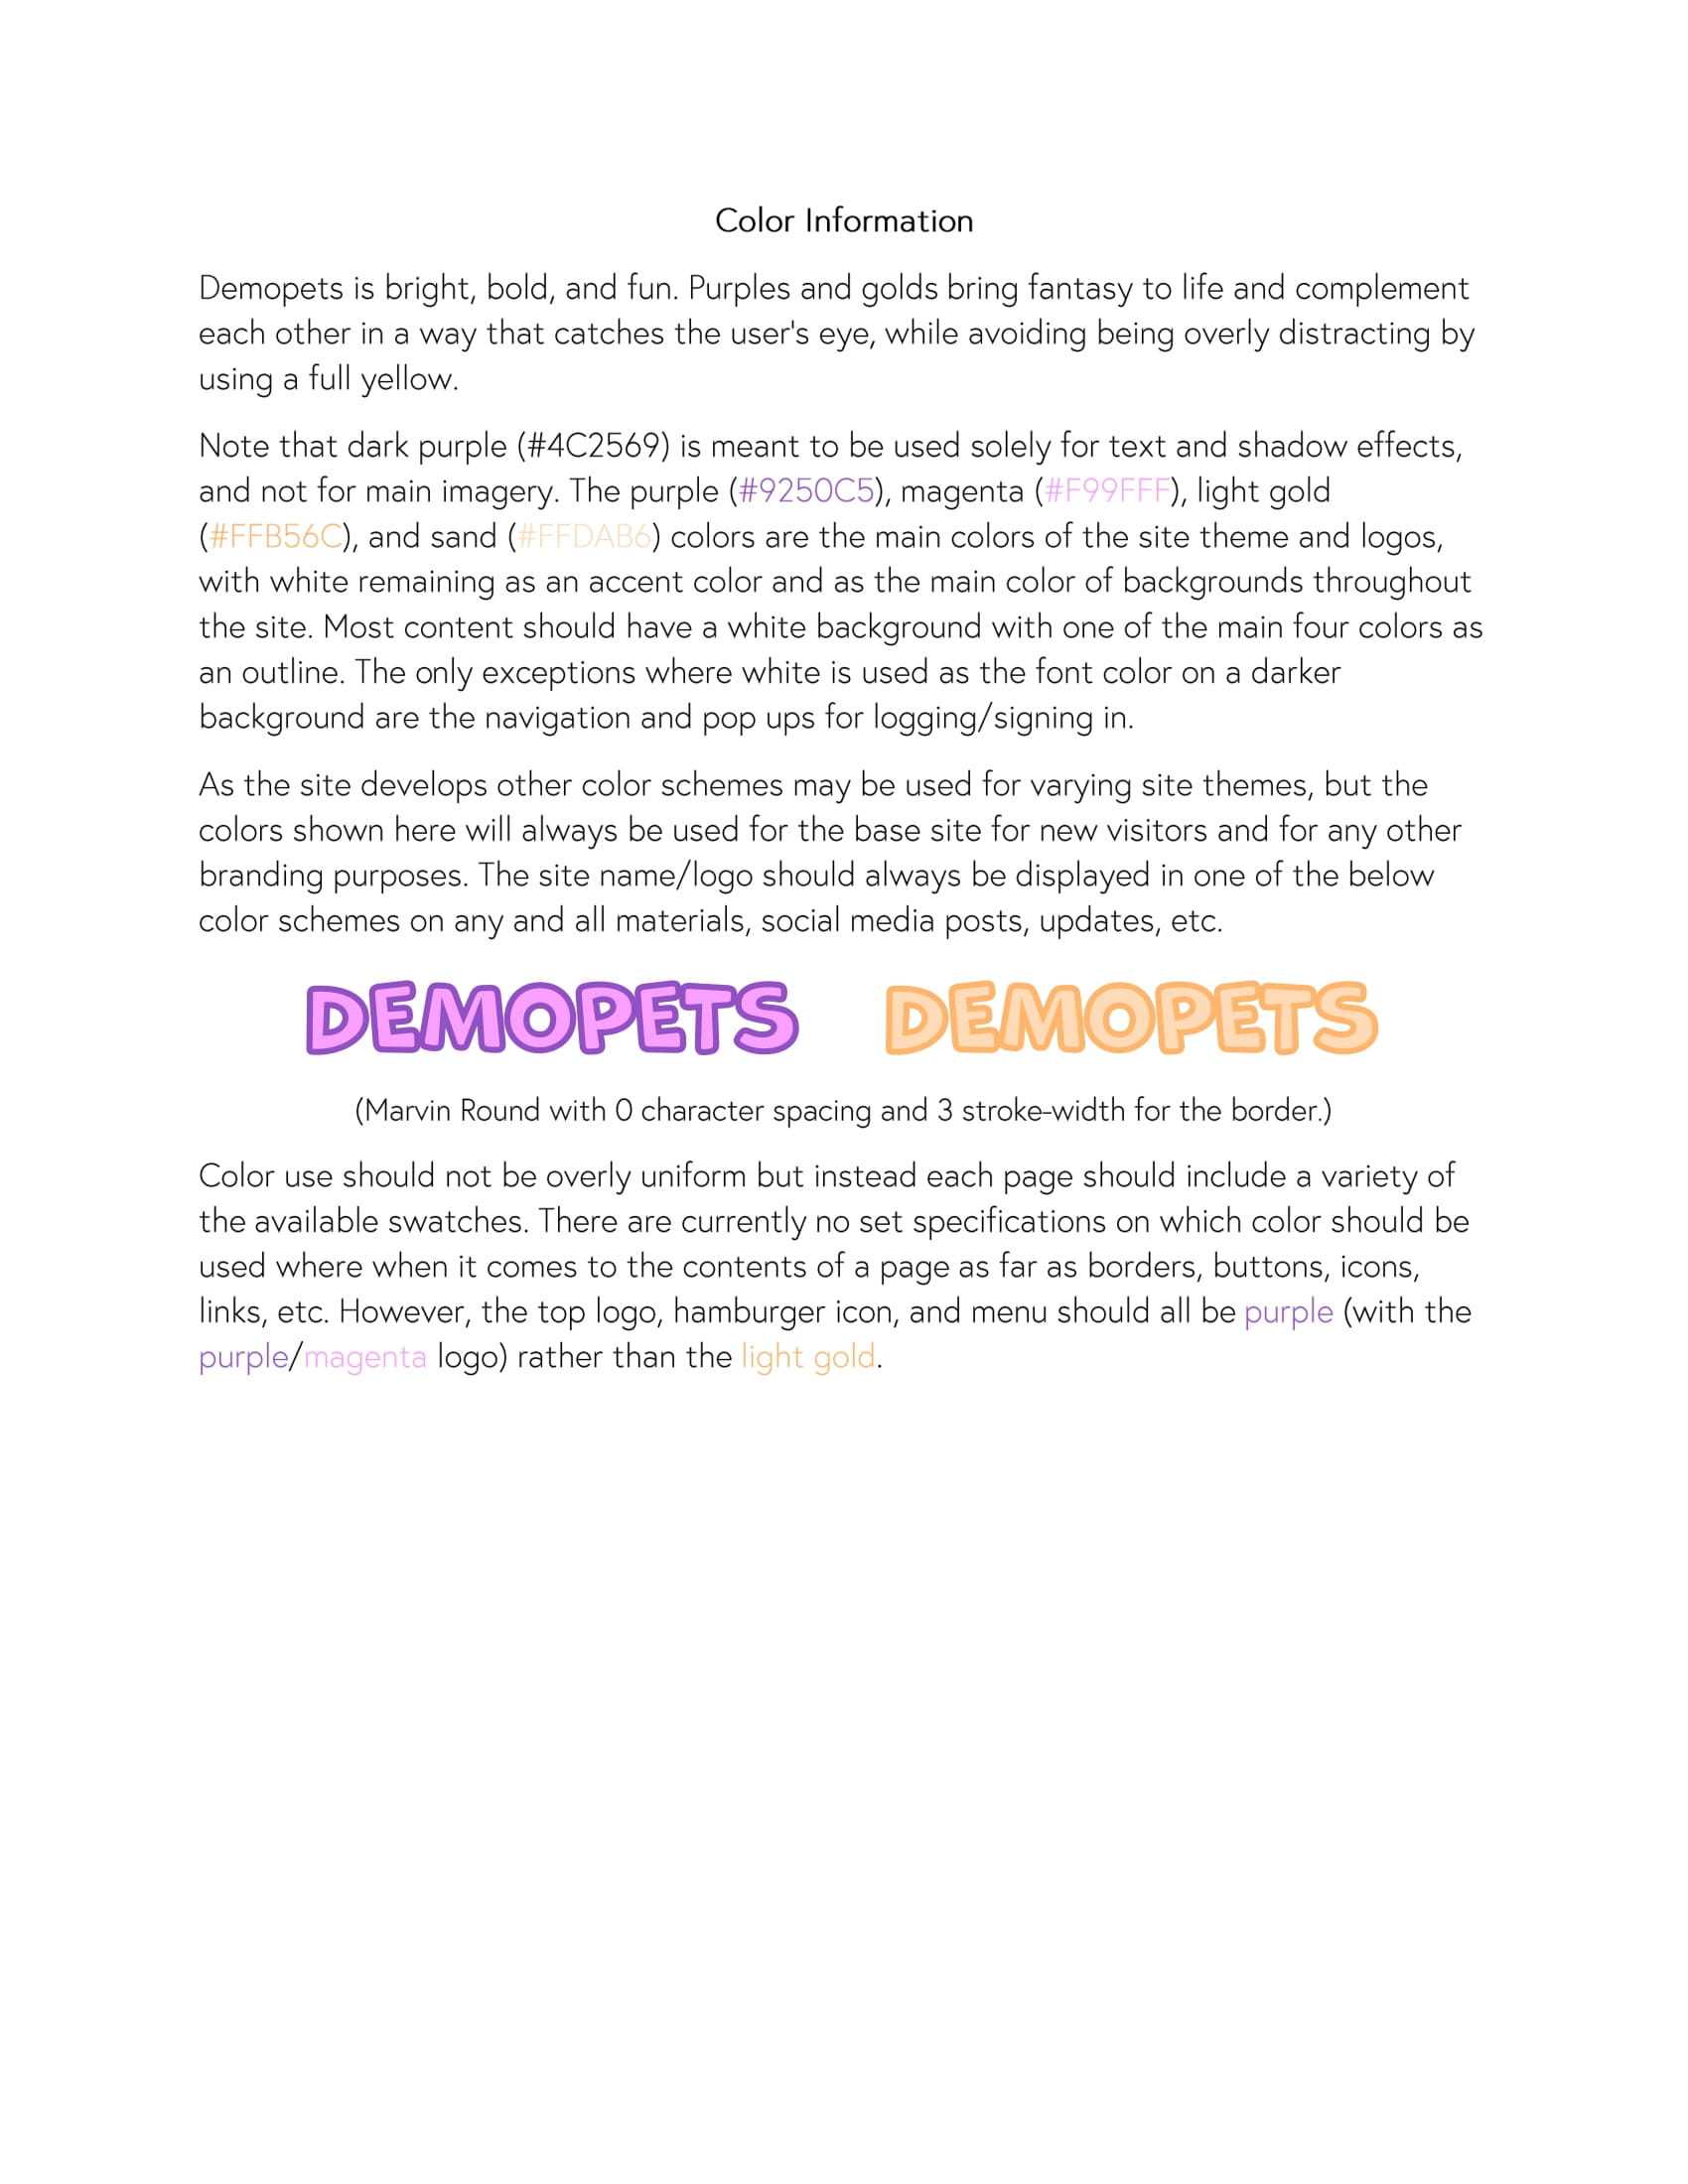 Color Information
Demopets is bright, bold, and fun. Purples and golds bring fantasy to life and complement
each other in a way that catches the user's eye, while avoiding being overly distracting by
using a full yellow.
Note that dark purple (#4C2569) is meant to be used solely for text and shadow effects,
and not for main imagery. The purple (#9250C5), magenta (#F99FFF), light gold
(#FFB56C), and sand (#FFDAB6) colors are the main colors of the site theme and logos,
with white remaining as an accent color and as the main color of backgrounds throughout
the site. Most content should have a white background with one of the main four colors as
an outline. The only exceptions where white is used as the font color on a darker
background are the navigation and pop ups for logging/signing in.
As the site develops other color schemes may be used for varying site themes, but the
colors shown here will always be used for the base site for new visitors and for any other
branding purposes. The site name/logo should always be displayed in one of the below
color schemes on any and all materials, social media posts, updates, etc.
DEMOPETS DEMOPETS
(Marvin Round with 0 character spacing and 3 stroke-width for the border.)
Color use should not be overly uniform but instead each page should include a variety of
the available swatches. There are currently no set specifications on which color should be
used where when it comes to the contents of a page as far as borders, buttons, icons,
links, etc. However, the top logo, hamburger icon, and menu should all be purple (with the
purple/magenta logo) rather than the light gold.